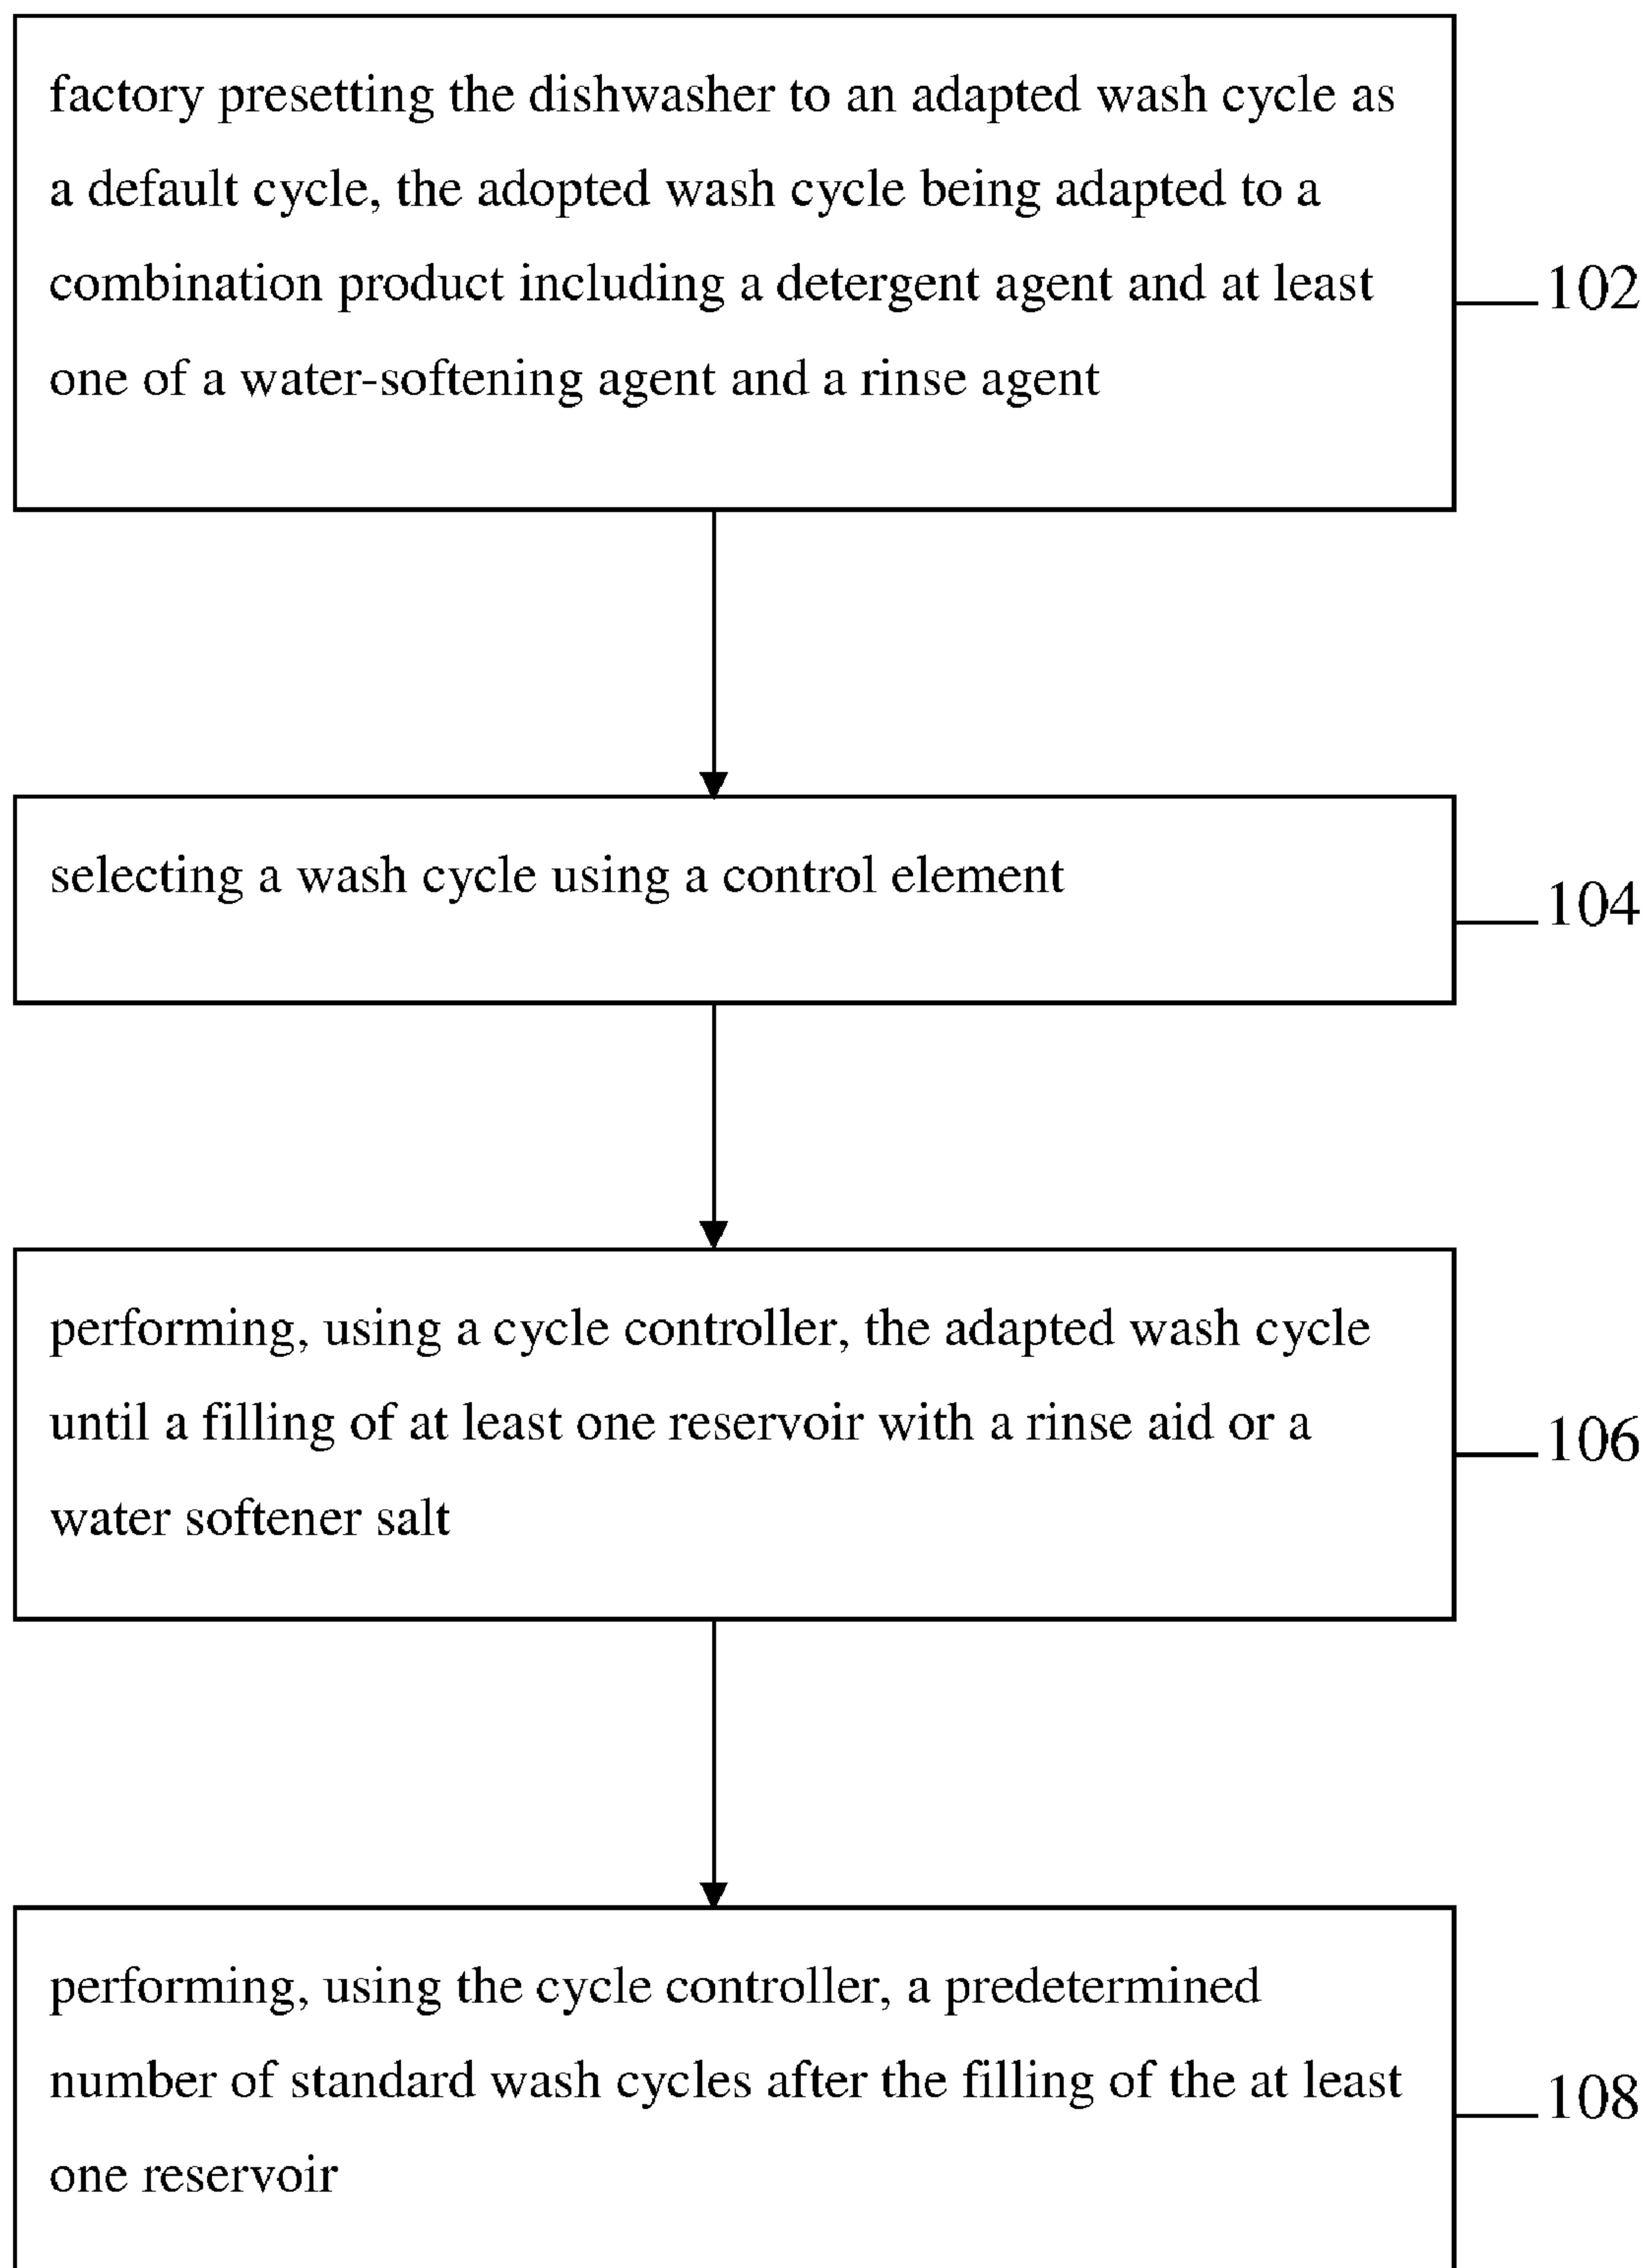 factory presetting the dishwasher to an adapted wash cycle as
a default cycle, the adopted wash cycle being adapted to a
combination product including a detergent agent and at least
one of a water-softening agent and a rinse agent
102
selecting a wash cycle using a control element
104
performing, using a cycle controller, the adapted wash cycle
until a filling of at least one reservoir with a rinse aid or a
water softener salt
106
performing, using the cycle controller, a predetermined
number of standard wash cycles after the filling of the at least
one reservoir
108